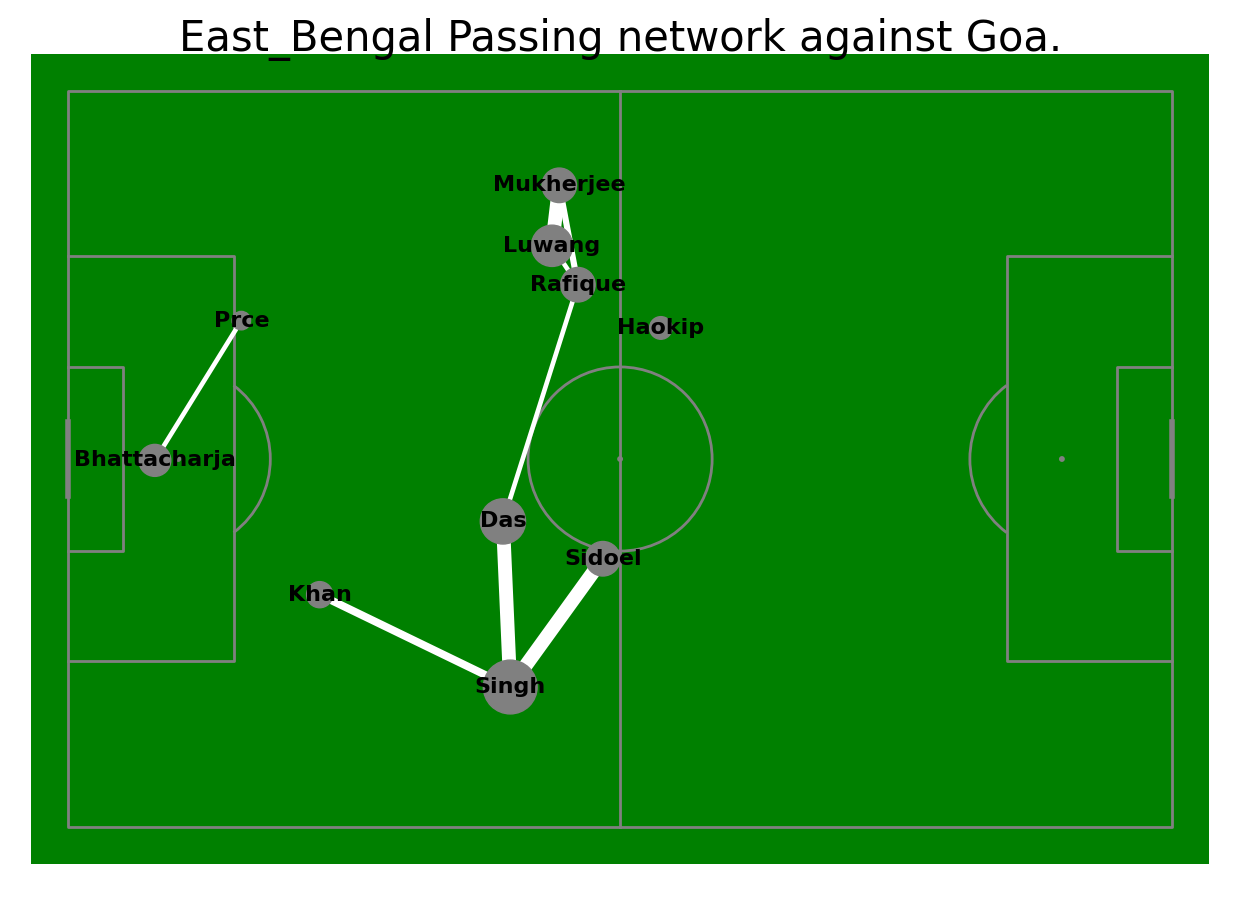 East_Bengal Passing network against Goa.
Mukherjee
Luwang
Rafique
Prce
Haokip
Bhattacharja
Das
Sidoel
Khan
Singh